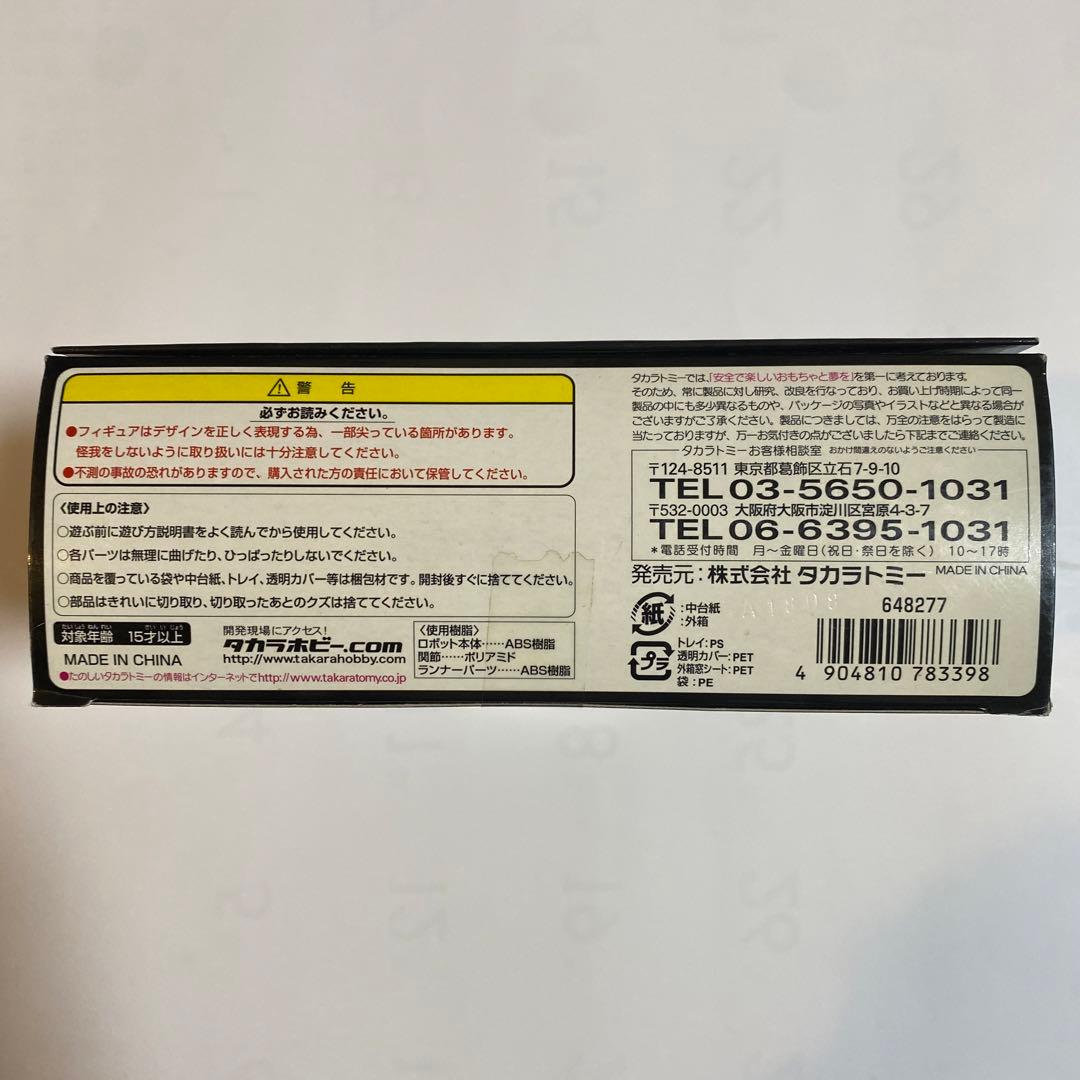 ⚠警 告
必ずお読みください。
●フィギュアはデザインを正しく表現する為、一部尖っている箇所があります。
怪我をしないように取り扱いには十分注意してください。
●不測の事故の恐れがありますので、購入された方の責任において保管してください。
〈使用上の注意〉
○遊ぶ前に遊び方説明書をよく読んでから使用してください。
○各パーツは無理に曲げたり、ひっぱったりしないでください。
○商品を覆っている袋や中台紙、トレイ、透明カバー等は梱包材です。開封後すぐに捨ててください。
○部品はきれいに切り取り、切り取ったあとのクズは捨ててください。
たいしょうねんれい さいいじょう
対象年齢 15才以上
MADE IN CHINA
開発現場にアクセス!
タカラホビー.com
http://www.takarahobby.com
〈使用樹脂〉
ロボット本体……ABS樹脂
関節……ポリアミド
ランナーパーツ……ABS樹脂
●たのしいタカラトミーの情報はインターネットでhttp://www.takaratomy.co.jp
タカラトミーでは、「安全で楽しいおもちゃと夢を」を第一に考えております。
そのため、常に製品に対し研究、改良を行なっており、お買い上げ時期によって同一
製品の中にも多少異なるものや、パッケージの写真やイラストなどと異なる場合が
ございますがご了承ください。製品につきましては、万全の注意をはらって製造に
当たっておりますが、万一お気付きの点がございましたら下記までご連絡ください。
タカラトミーお客様相談室 おかけ間違えのないようご注意ください
〒124-8511 東京都葛飾区立石7-9-10
TEL 03-5650-1031
〒532-0003 大阪府大阪市淀川区宮原4-3-7
TEL 06-6395-1031
*電話受付時間 月〜金曜日(祝日・祭日を除く) 10〜17時
発売元:株式会社 タカラトミー MADE IN CHINA
紙
:中台紙
:外箱
648277
プラ
トレイ:PS
透明カバー:PET
外箱窓シート:PET
袋:PE
4 904810 783398